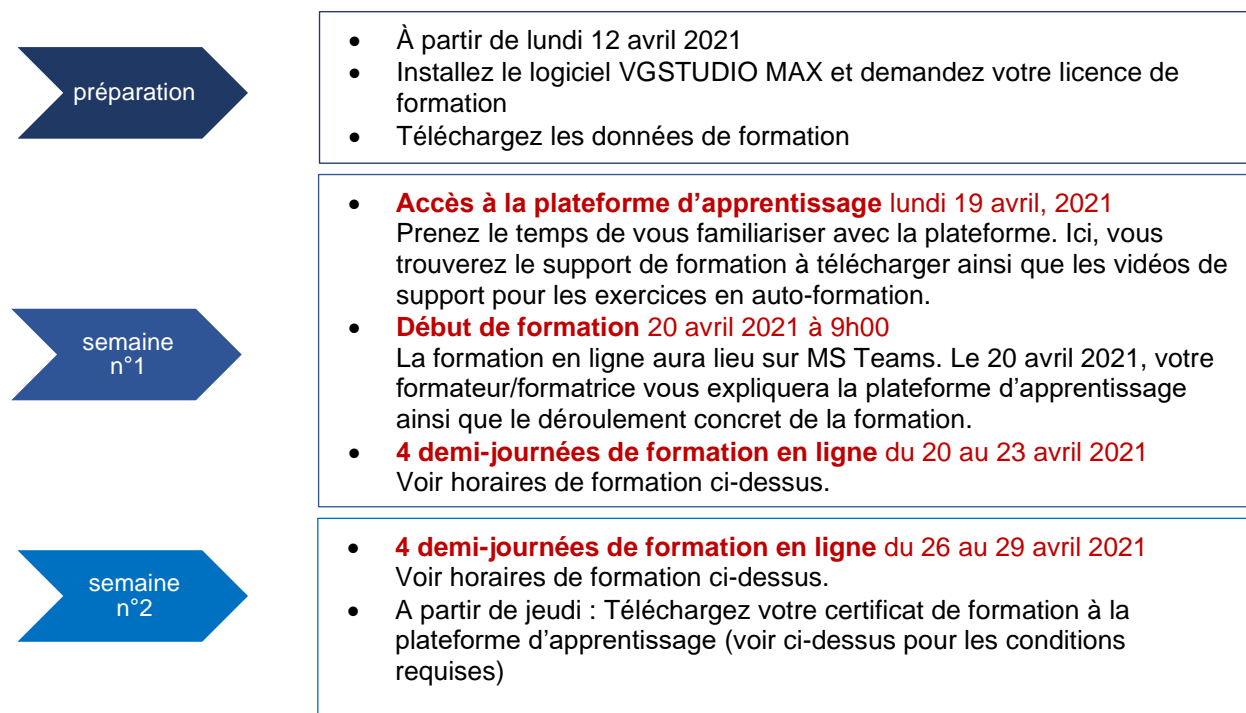 préparation
• À partir de lundi 12 avril 2021
• Installez le logiciel VGSTUDIO MAX et demandez votre licence de
formation
• Téléchargez les données de formation
semaine
n°1
• Accès à la plateforme d’apprentissage lundi 19 avril, 2021
Prenez le temps de vous familiariser avec la plateforme. Ici, vous
trouverez le support de formation à télécharger ainsi que les vidéos de
support pour les exercices en auto-formation.
• Début de formation 20 avril 2021 à 9h00
La formation en ligne aura lieu sur MS Teams. Le 20 avril 2021, votre
formateur/formatrice vous expliquera la plateforme d’apprentissage
ainsi que le déroulement concret de la formation.
• 4 demi-journées de formation en ligne du 20 au 23 avril 2021
Voir horaires de formation ci-dessus.
semaine
n°2
• 4 demi-journées de formation en ligne du 26 au 29 avril 2021
Voir horaires de formation ci-dessus.
• A partir de jeudi : Téléchargez votre certificat de formation à la
plateforme d’apprentissage (voir ci-dessus pour les conditions
requises)